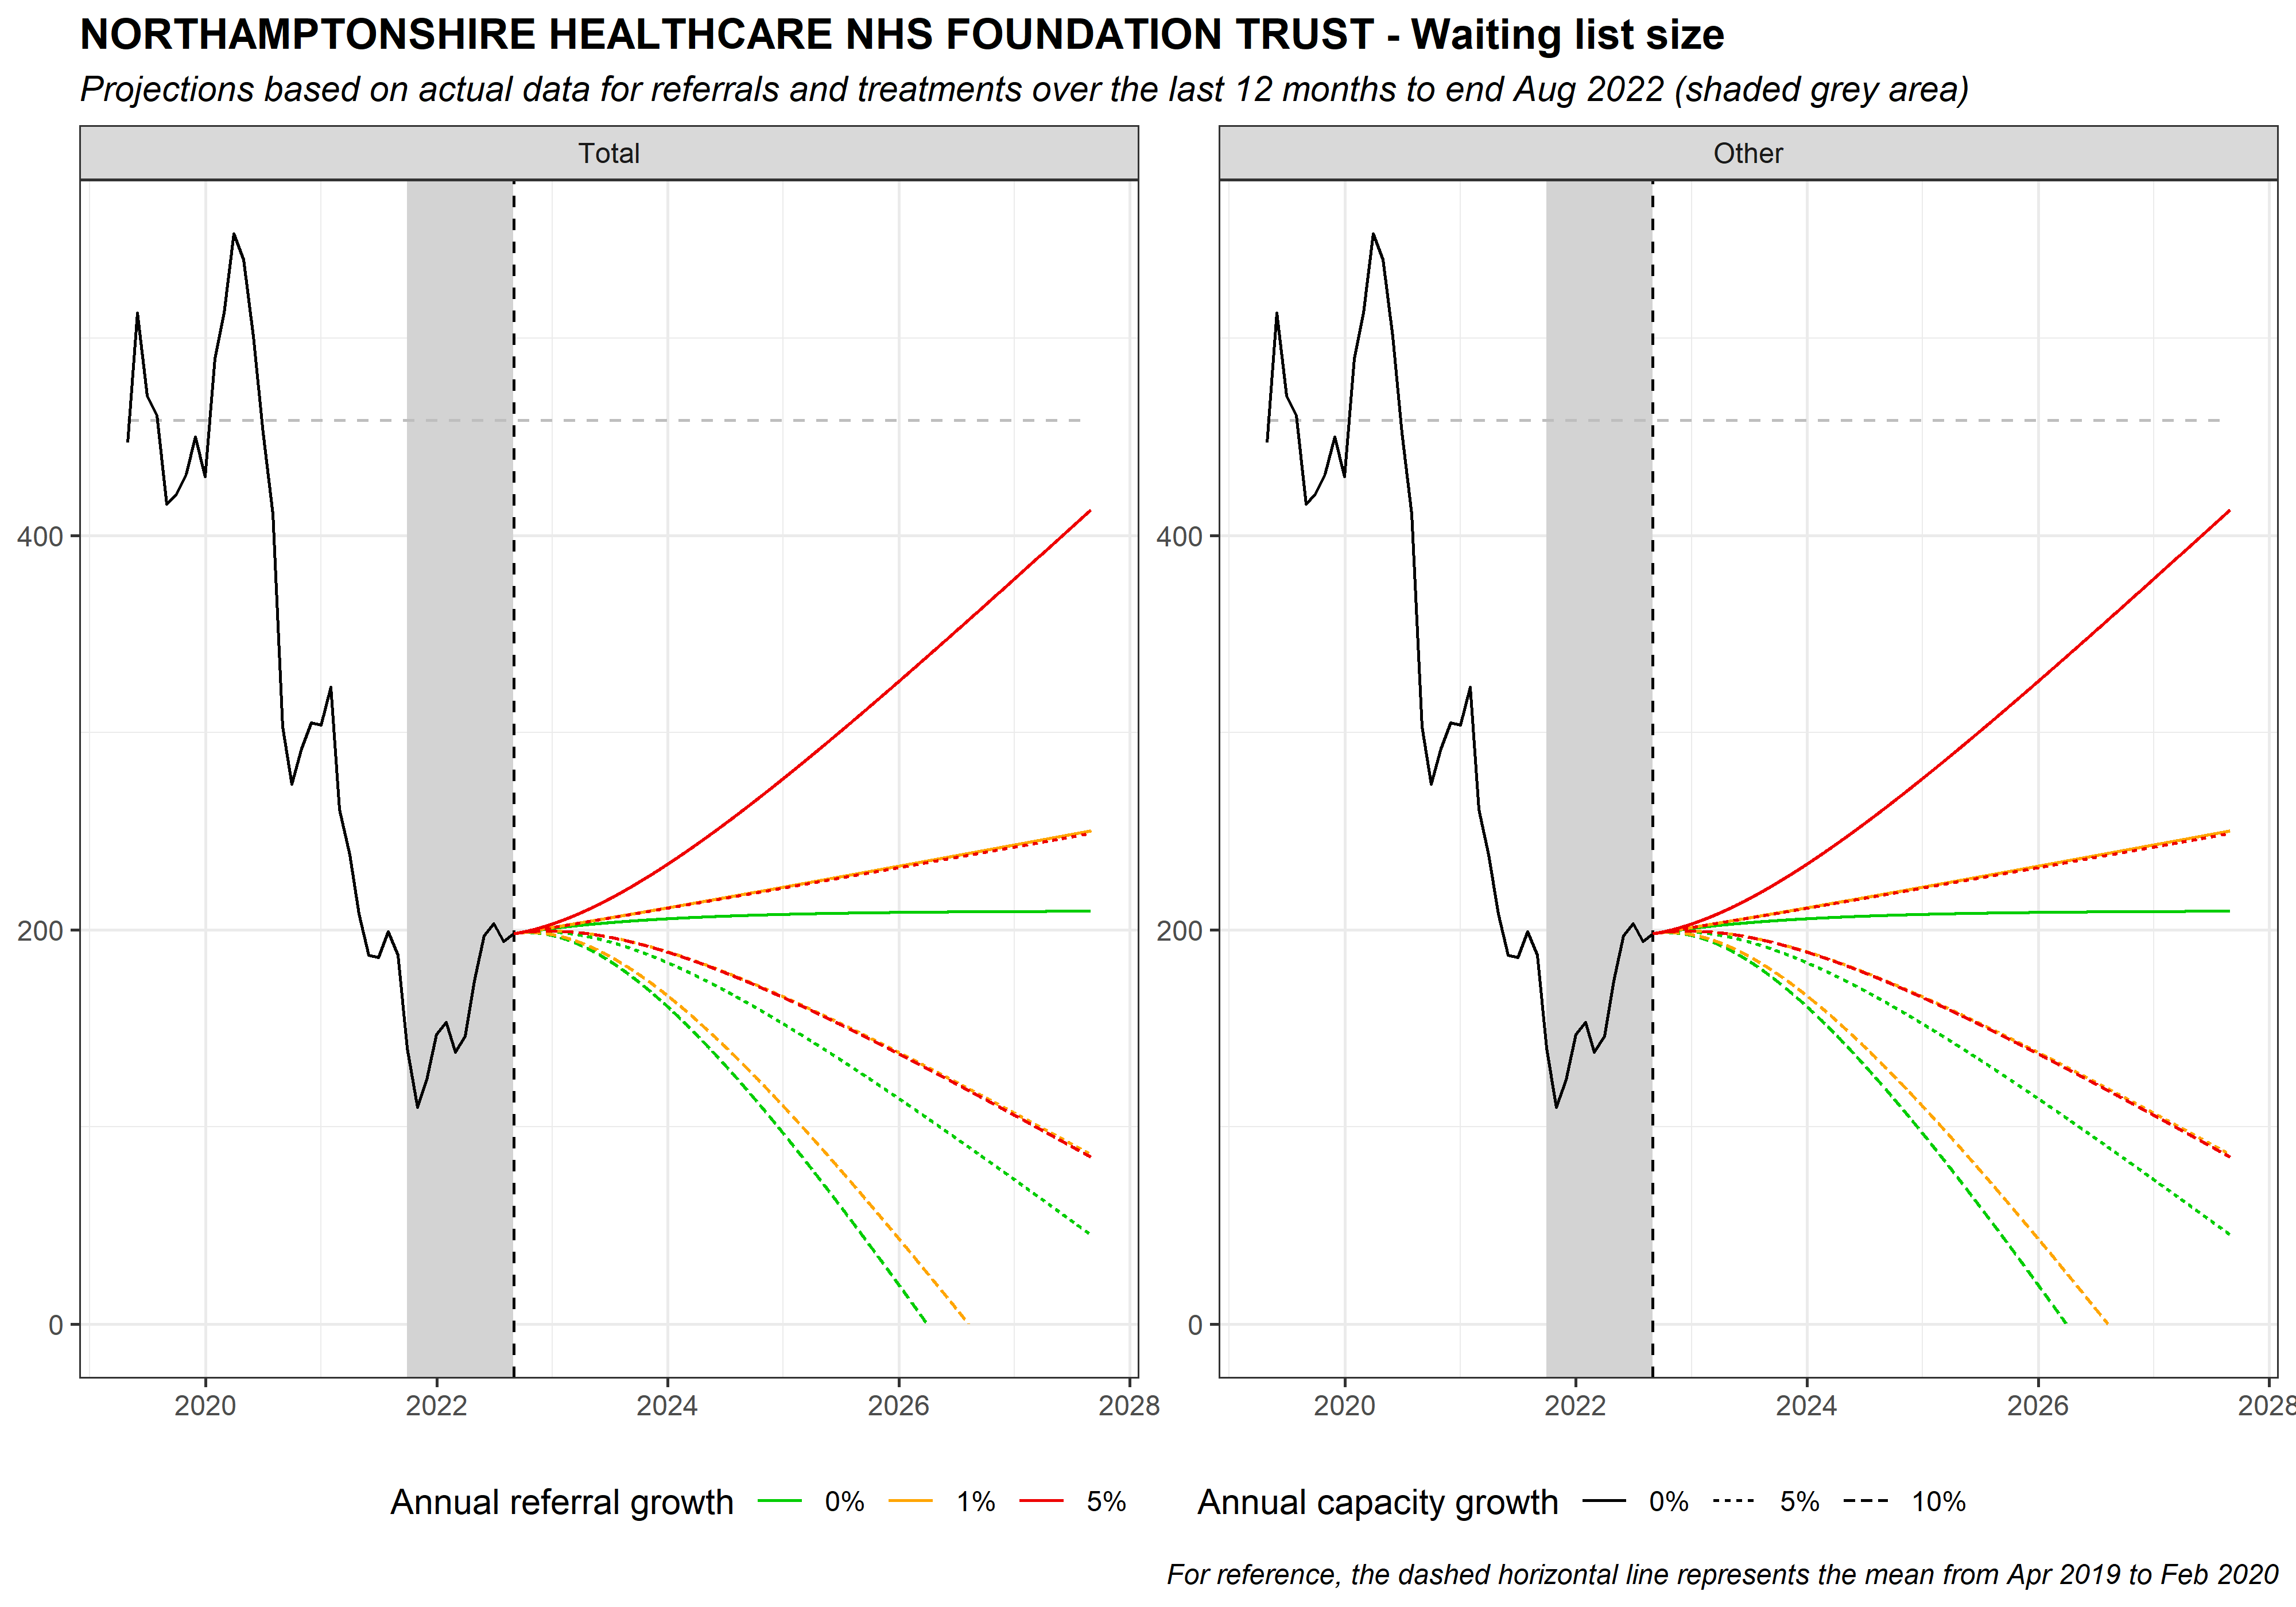 NORTHAMPTONSHIRE HEALTHCARE NHS FOUNDATION TRUST - Waiting list size
Projections based on actual data for referrals and treatments over the last 12 months to end Aug 2022 (shaded grey area)
Total
Other
400
200
0
400
200
0
2020 2022 2024 2026 2028
2020 2022 2024 2026 2028
Annual referral growth 0% 1% 5%
Annual capacity growth 0% 5% 10%
For reference, the dashed horizontal line represents the mean from Apr 2019 to Feb 2020